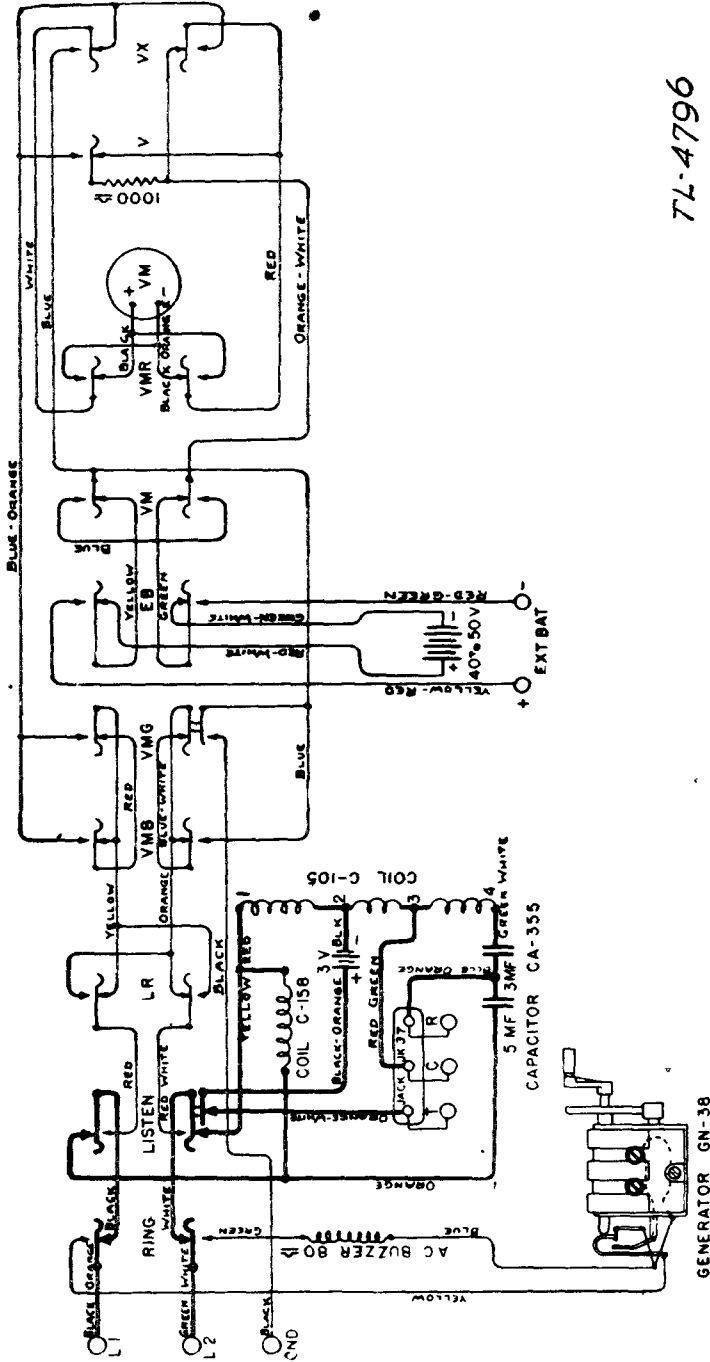 TL-4796
BLACK ORANGE
L1
GREEN WHITE
L2
BLACK
GND
RING
BLACK
WHITE
GREEN
AC BUZZER 80 Ω
BLUE
YELLOW
GENERATOR GN-38
LISTEN
RED
RED WHITE
ORANGE
ORANGE-WHITE
YELLOW RED
COIL C-158
BLACK-ORANGE
3V
+
BLK
RED GREEN
JACK JK 37
C
R
1
2
3
4
COIL C-105
GREEN WHITE
5 MF
3MF
CAPACITOR CA-355
LR
YELLOW
ORANGE
BLACK
VMB
RED
BLUE-WHITE
VMG
BLUE
BLUE-ORANGE
YELLOW-RED
RED-WHITE
GREEN-WHITE
RED-GREEN
+
40 TO 50V
-
+
EXT BAT
-
EB
YELLOW
GREEN
BLUE
VM
VMR
BLACK
BLACK ORANGE
+
VM
-
WHITE
BLUE
RED
ORANGE-WHITE
1000 Ω
V
VX